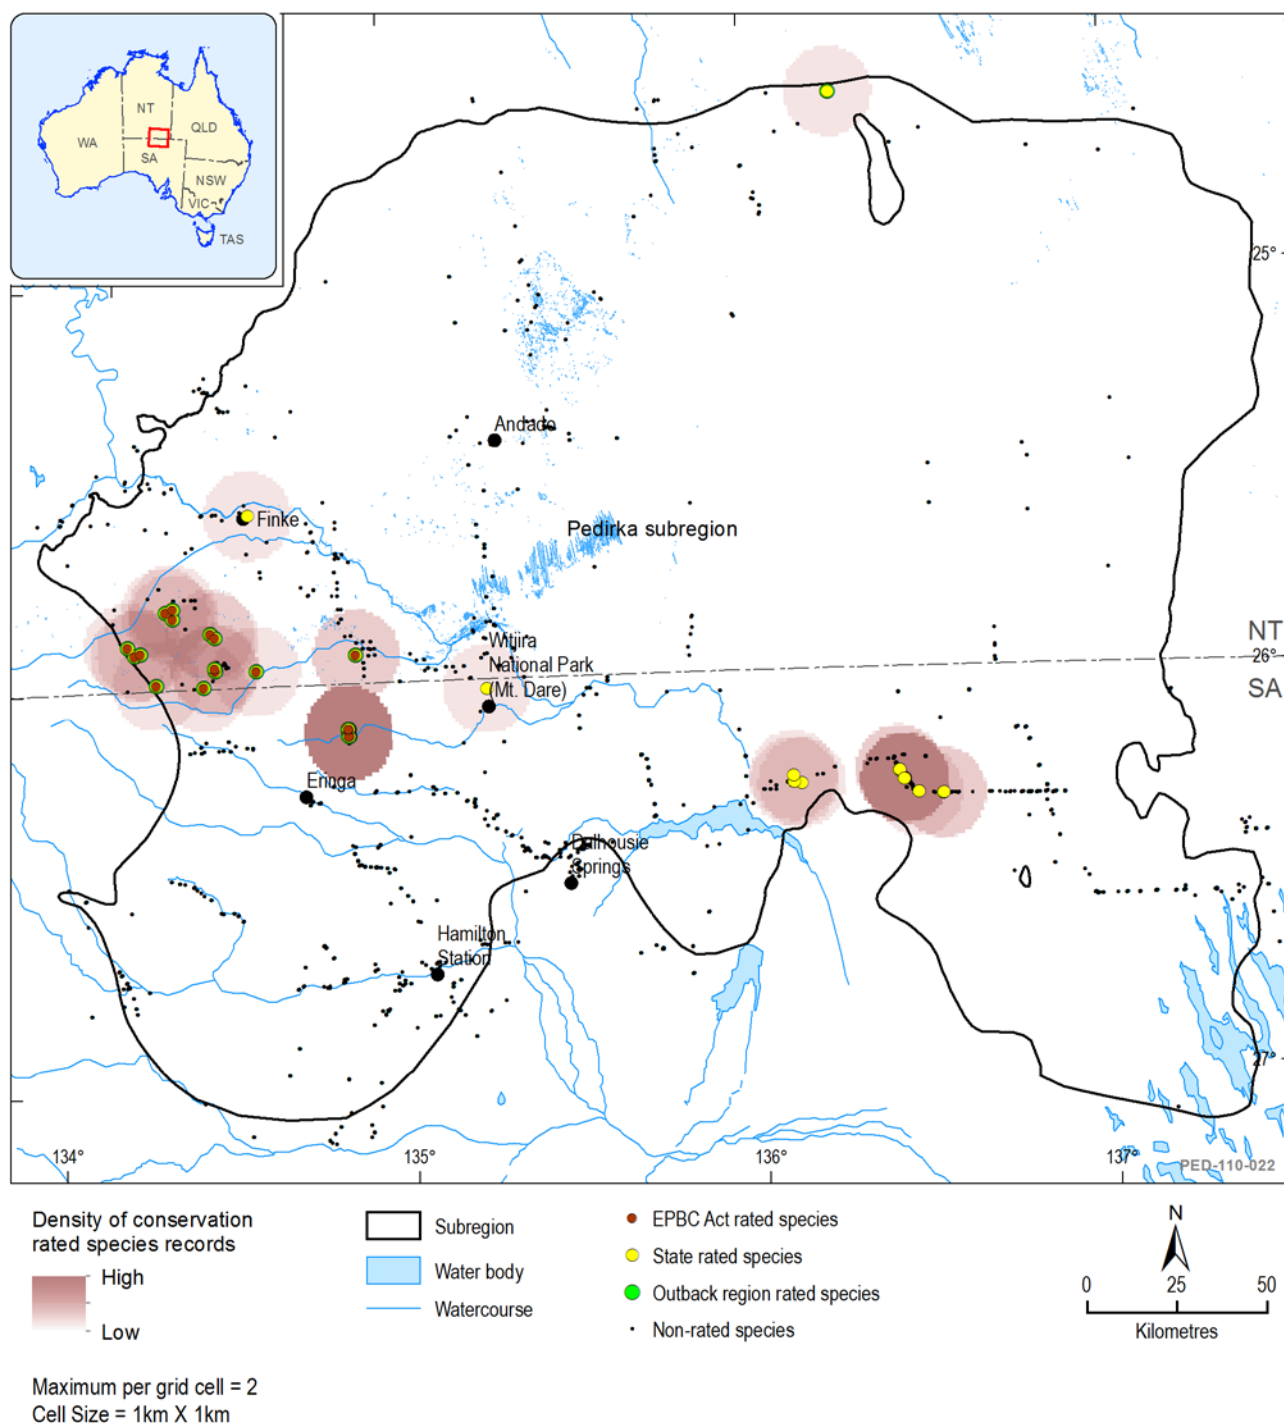 NT
QLD
WA
SA
NSW
VIC
TAS
25°
Andado
Finke
Pedirka subregion
Witjira
National Park
(Mt. Dare)
NT
26°
SA
Eringa
Dalhousie
Springs
Hamilton
Station
27°
134°
135°
136°
137°
PED-110-022
Density of conservation
rated species records
High
Low
Subregion
Water body
Watercourse
EPBC Act rated species
State rated species
Outback region rated species
Non-rated species
N
0 25 50
Kilometres
Maximum per grid cell = 2
Cell Size = 1km X 1km